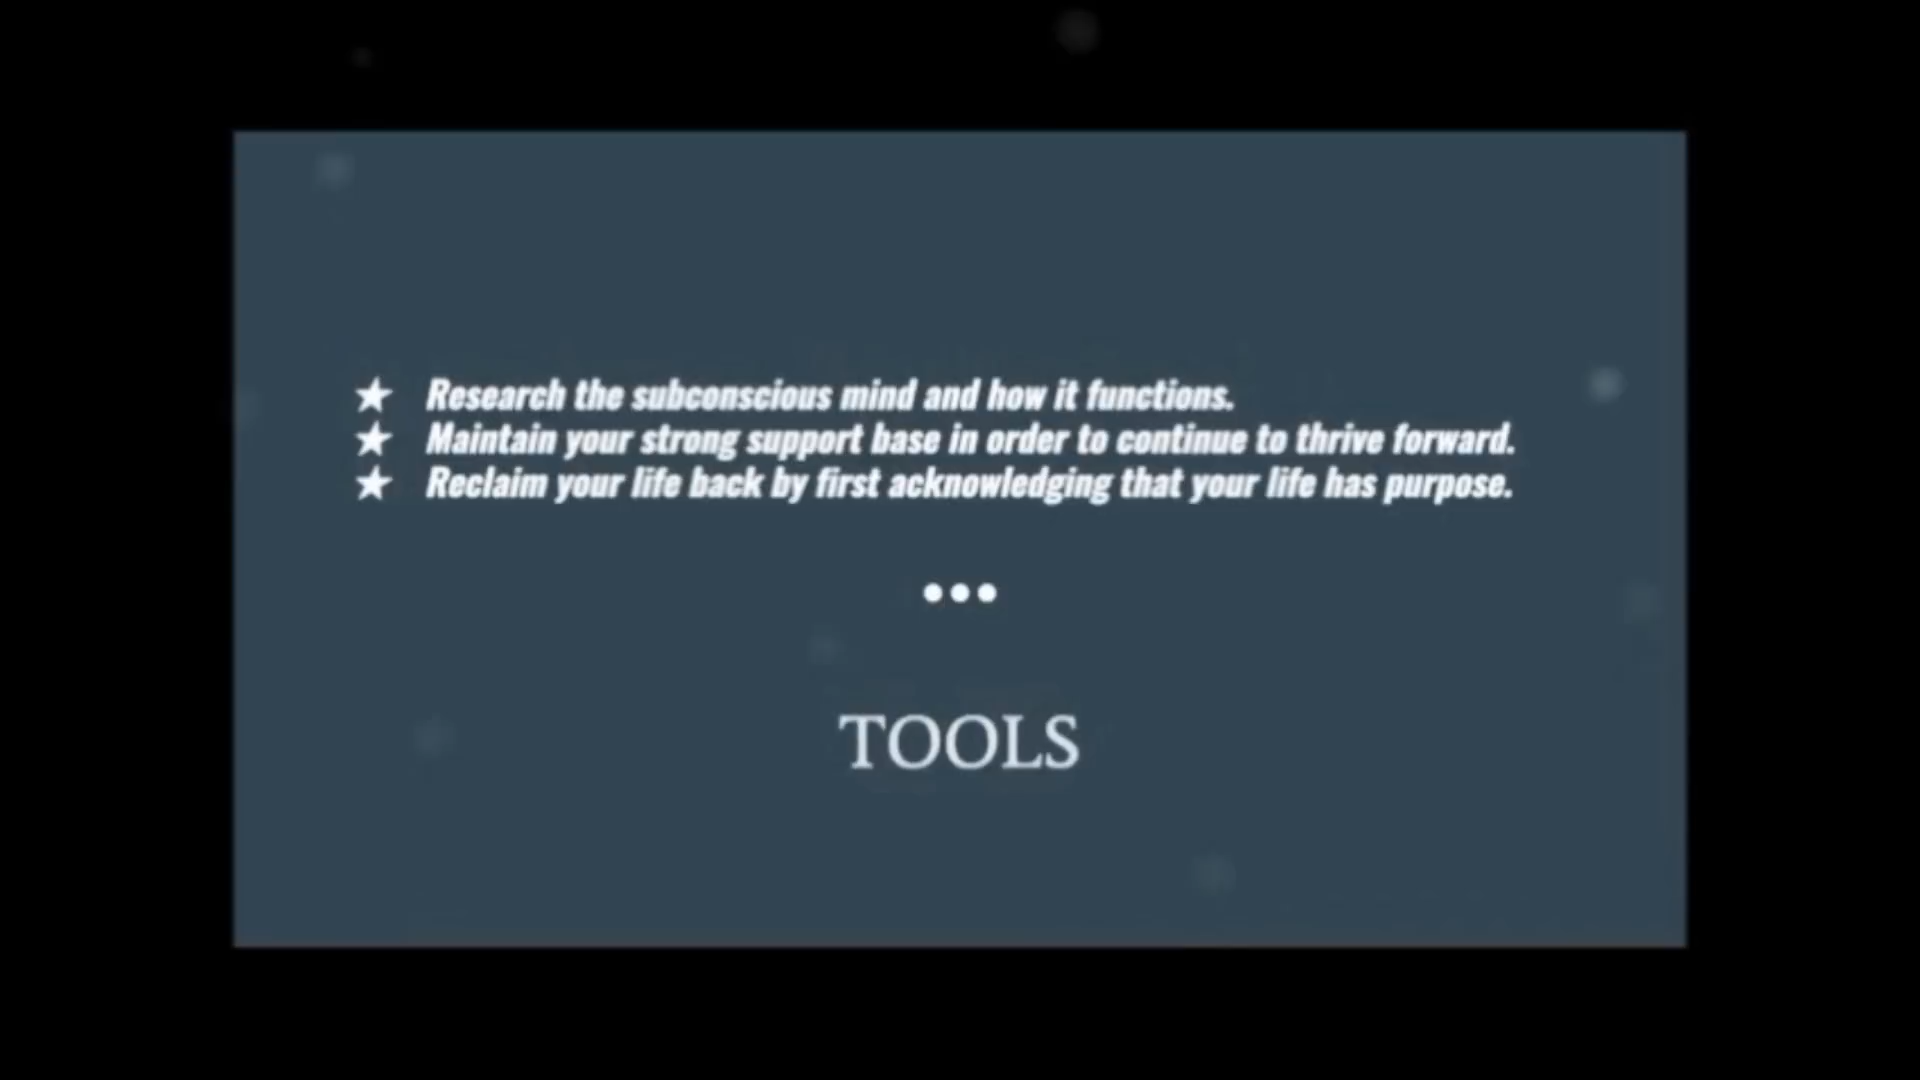 ★ Research the subconscious mind and how it functions.
★ Maintain your strong support base in order to continue to thrive forward.
★ Reclaim your life back by first acknowledging that your life has purpose.
•••
TOOLS